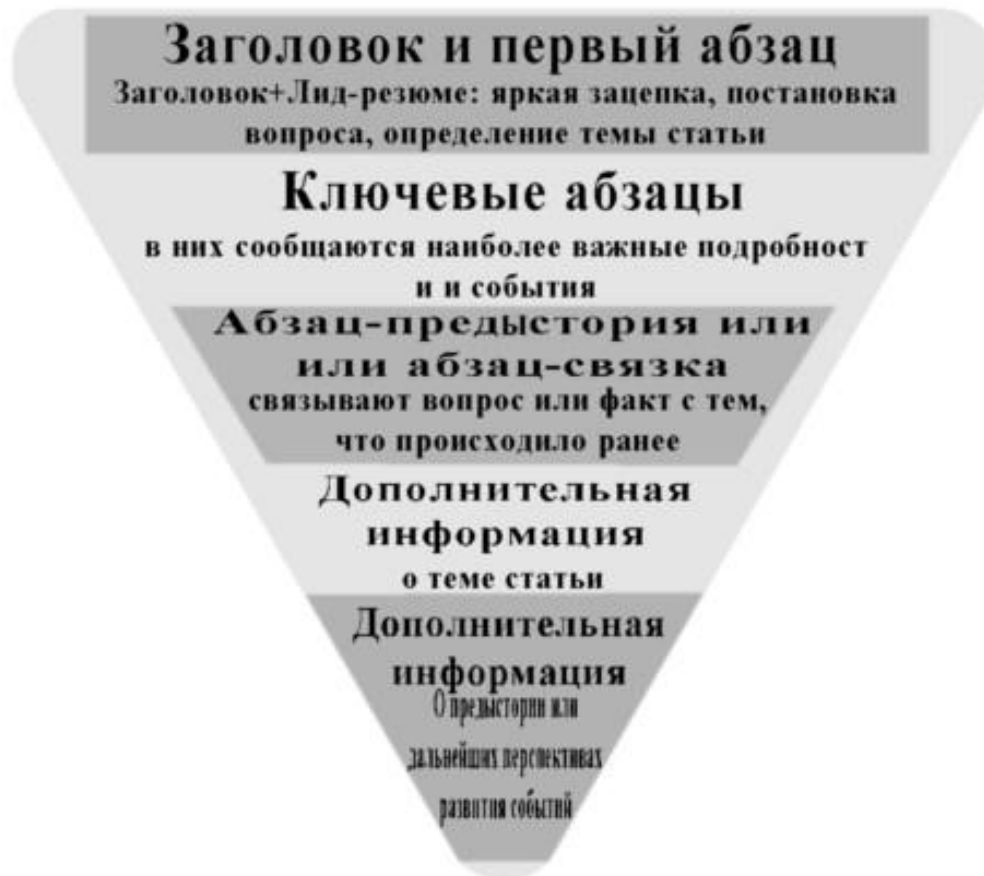 Заголовок и первый абзац
Заголовок+Лид-резюме: яркая зацепка, постановка
вопроса, определение темы статьи
Ключевые абзацы
в них сообщаются наиболее важные подробност
и и события
Абзац-предыстория или
или абзац-связка
связывают вопрос или факт с тем,
что происходило ранее
Дополнительная
информация
о теме статьи
Дополнительная
информация
О предыстории или
дальнейших перспективах
развития событий